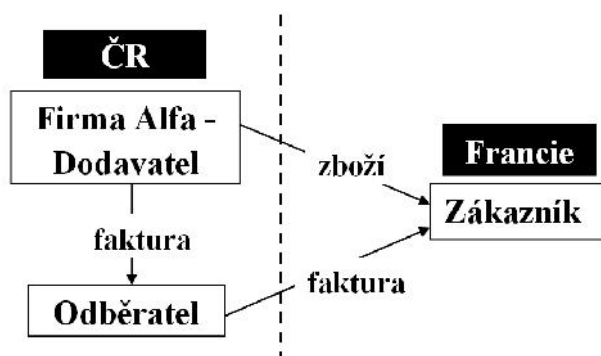 ČR
Firma Alfa -
Dodavatel
zboží
Francie
Zákazník
faktura
faktura
Odběratel